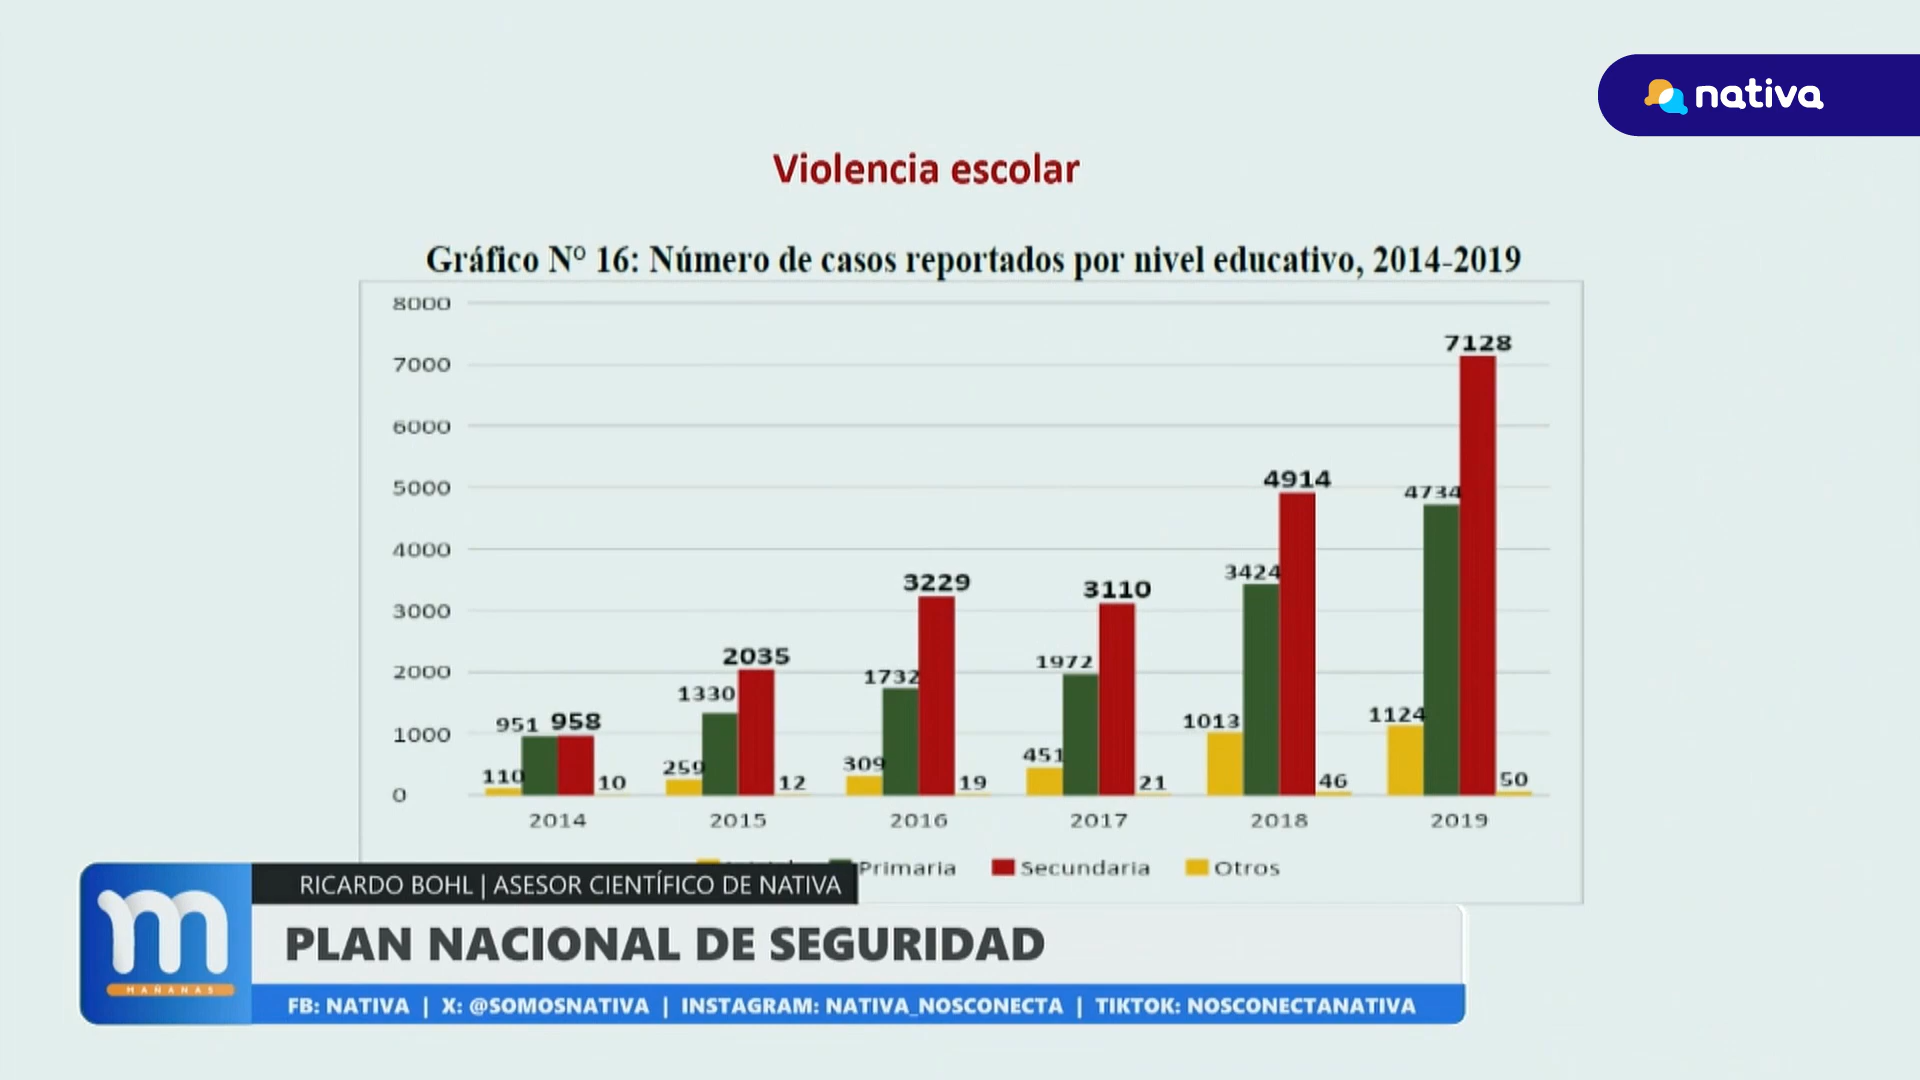 nativa
Violencia escolar
Gráfico Nº 16: Número de casos reportados por nivel educativo, 2014-2019
8000
7000
6000
5000
4000
3000
2000
1000
0
110 951 958 10
259 1330 2035 12
309 1732 3229 19
451 1972 3110 21
1013 3424 4914 46
1124 4734 7128 50
2014 2015 2016 2017 2018 2019
Primaria Secundaria Otros
RICARDO BOHL | ASESOR CIENTÍFICO DE NATIVA
m
MAÑANAS
PLAN NACIONAL DE SEGURIDAD
FB: NATIVA | X: @SOMOSNATIVA | INSTAGRAM: NATIVA_NOSCONECTA | TIKTOK: NOSCONECTANATIVA